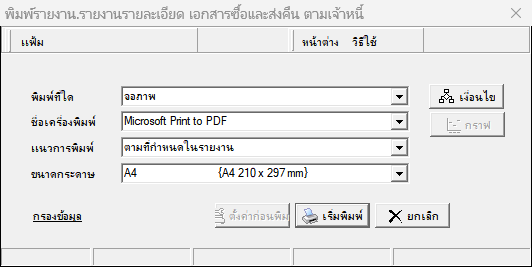 พิมพ์รายงาน.รายงานรายละเอียด เอกสารซื้อและส่งคืน ตามเจ้าหนี้
แฟ้ม หน้าต่าง วิธีใช้
พิมพ์ที่ใด จอภาพ เงื่อนไข
ชื่อเครื่องพิมพ์ Microsoft Print to PDF กราฟ
แนวการพิมพ์ ตามที่กำหนดในรายงาน
ขนาดกระดาษ A4 {A4 210 x 297 mm}
กรองข้อมูล ตั้งค่าก่อนพิม เริ่มพิมพ์ ยกเลิก